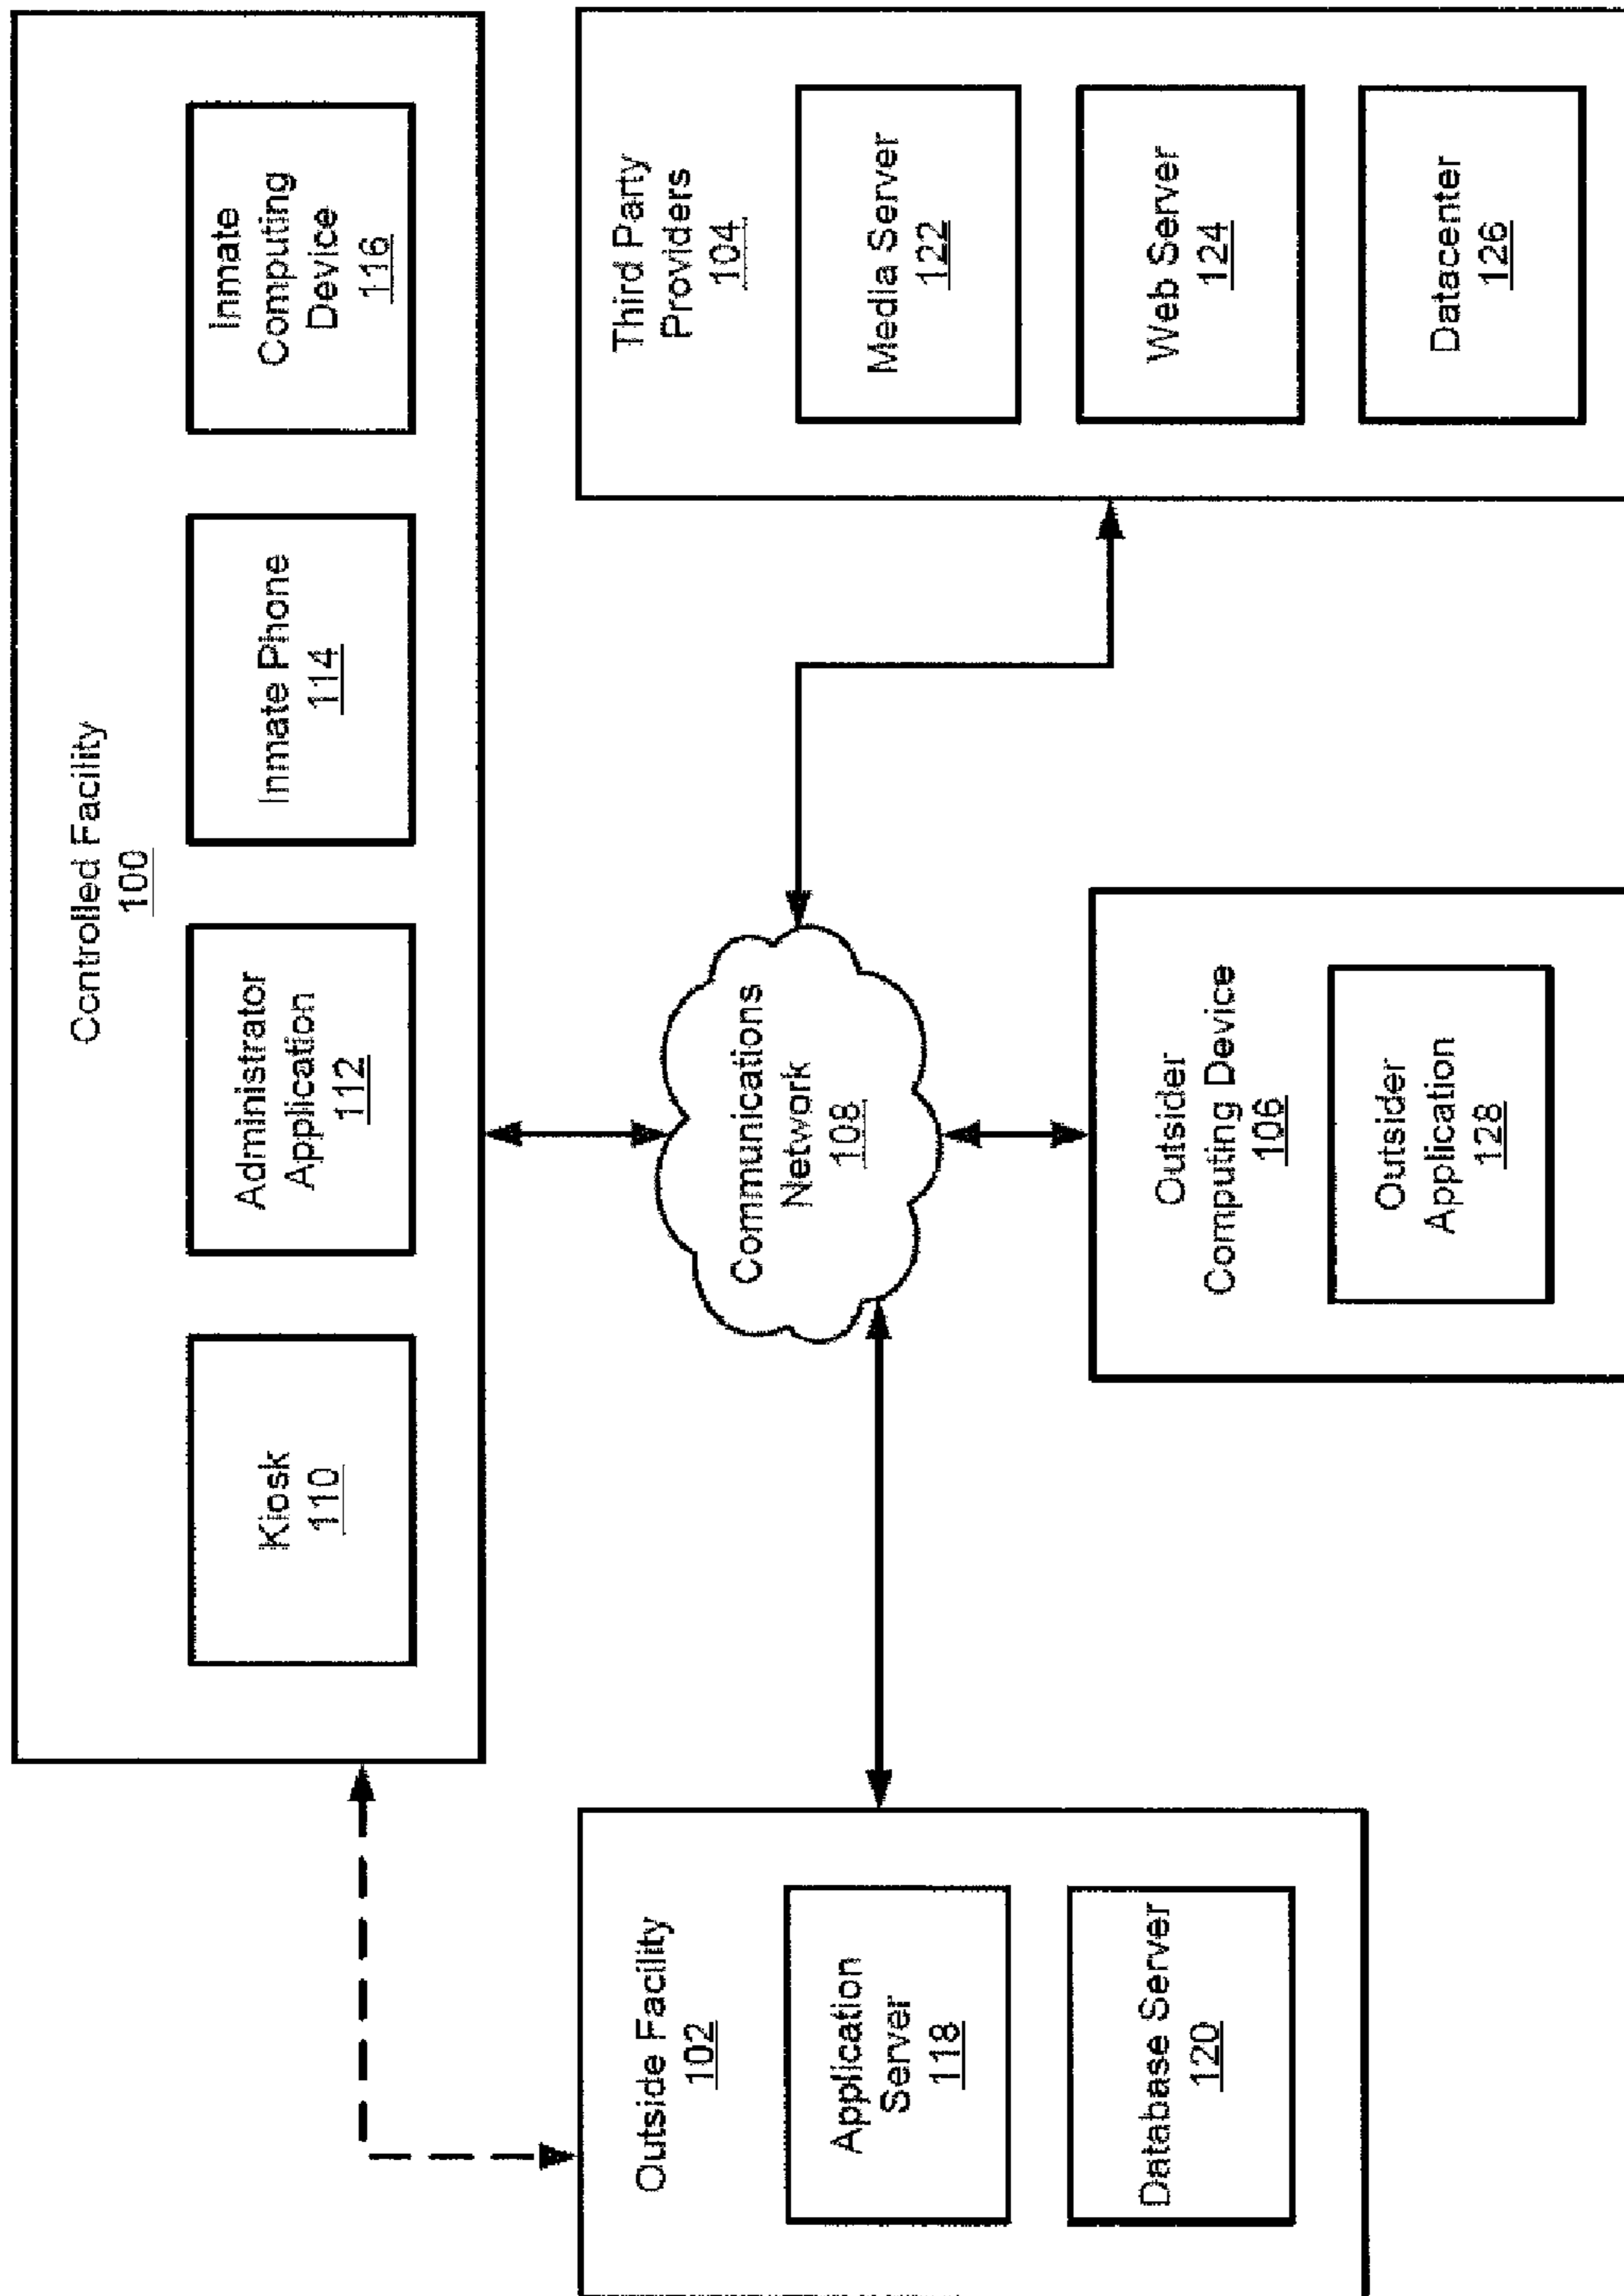 Controlled Facility
100
Kiosk
110
Administrator
Application
112
Inmate Phone
114
Inmate
Computing
Device
116
Communications
Network
108
Outside Facility
102
Application
Server
118
Database Server
120
Outsider
Computing Device
106
Outsider
Application
128
Third Party
Providers
104
Media Server
122
Web Server
124
Datacenter
126